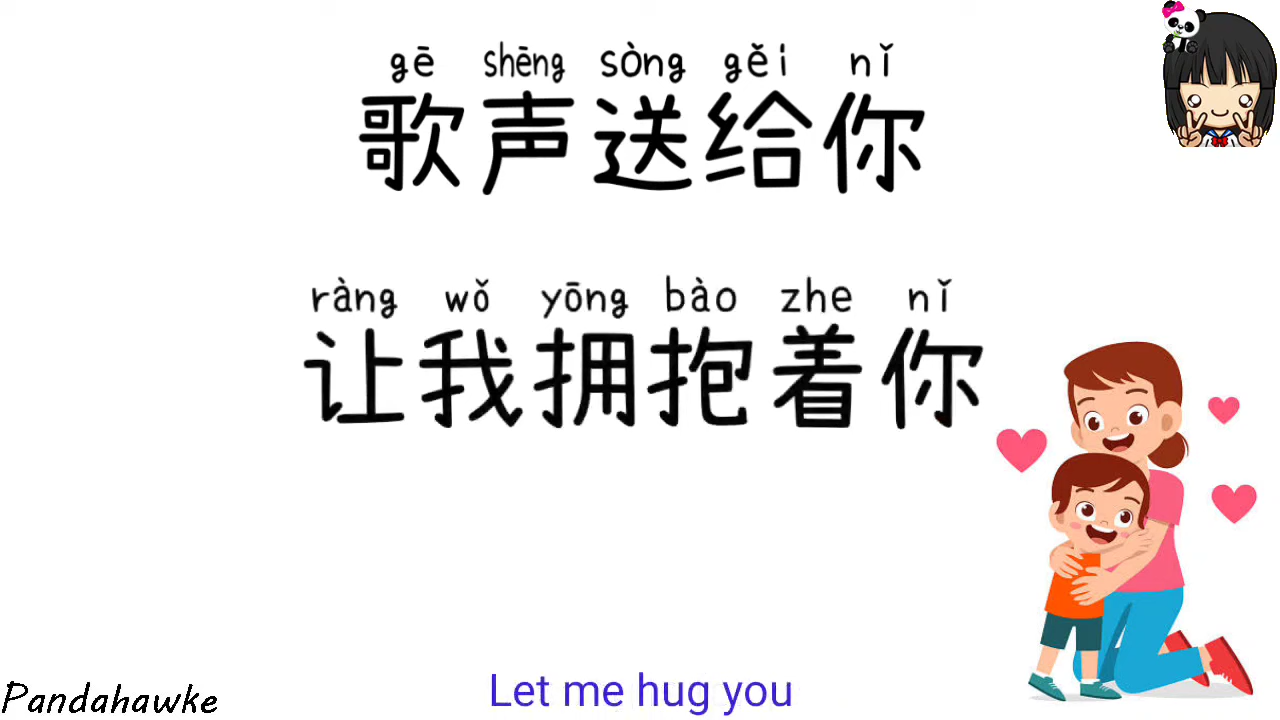 gē shēng sòng gěi nǐ
歌声送给你
ràng wǒ yōng bào zhe nǐ
让我拥抱着你
Let me hug you
Pandahawke